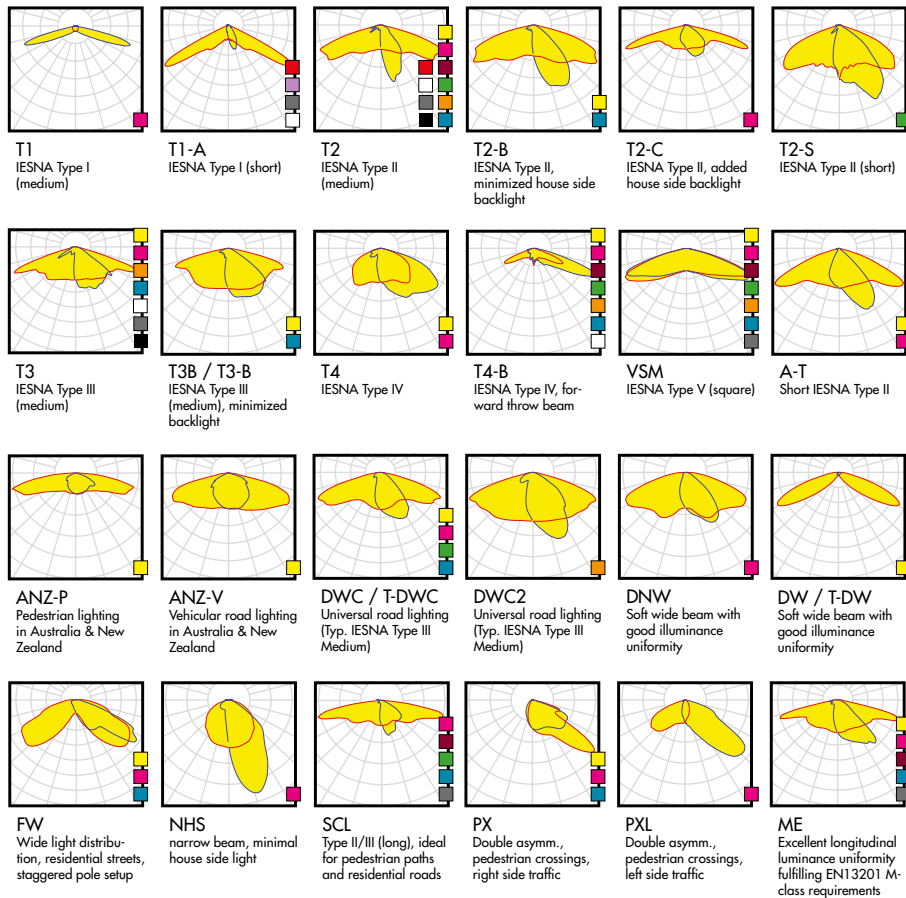 T1
IESNA Type I
(medium)
T1-A
IESNA Type I (short)
T2
IESNA Type II
(medium)
T2-B
IESNA Type II,
minimized house side
backlight
T2-C
IESNA Type II, added
house side backlight
T2-S
IESNA Type II (short)
T3
IESNA Type III
(medium)
T3B / T3-B
IESNA Type III
(medium), minimized
backlight
T4
IESNA Type IV
T4-B
IESNA Type IV, for-
ward throw beam
VSM
IESNA Type V (square)
A-T
Short IESNA Type II
ANZ-P
Pedestrian lighting
in Australia & New
Zealand
ANZ-V
Vehicular road lighting
in Australia & New
Zealand
DWC / T-DWC
Universal road lighting
(Typ. IESNA Type III
Medium)
DWC2
Universal road lighting
(Typ. IESNA Type III
Medium)
DNW
Soft wide beam with
good illuminance
uniformity
DW / T-DW
Soft wide beam with
good illuminance
uniformity
FW
Wide light distribu-
tion, residential streets,
staggered pole setup
NHS
narrow beam, minimal
house side light
SCL
Type II/III (long), ideal
for pedestrian paths
and residential roads
PX
Double asymm.,
pedestrian crossings,
right side traffic
PXL
Double asymm.,
pedestrian crossings,
left side traffic
ME
Excellent longitudinal
luminance uniformity
fulfilling EN13201 M-
class requirements